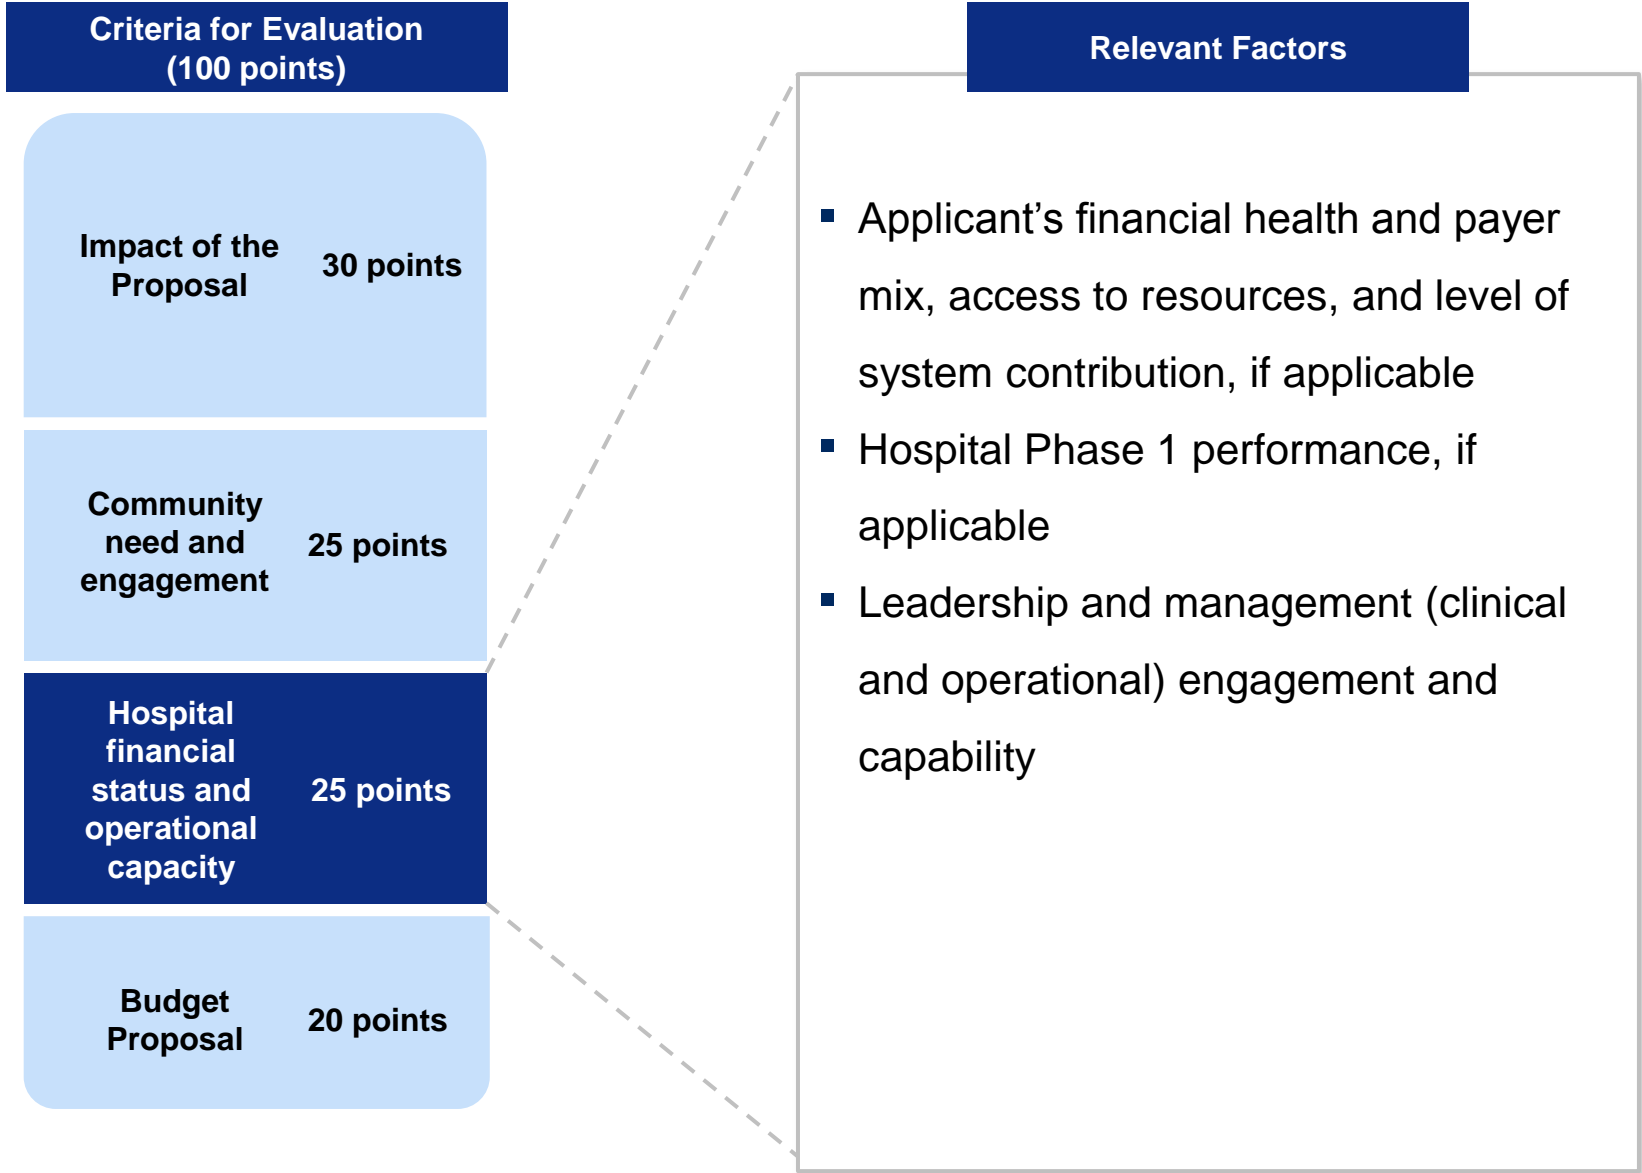 Criteria for Evaluation
(100 points)
Impact of the
Proposal
30 points
Community
need and
engagement
25 points
Hospital
financial
status and
operational
capacity
25 points
Budget
Proposal
20 points
Relevant Factors
▪ Applicant’s financial health and payer
mix, access to resources, and level of
system contribution, if applicable
▪ Hospital Phase 1 performance, if
applicable
▪ Leadership and management (clinical
and operational) engagement and
capability